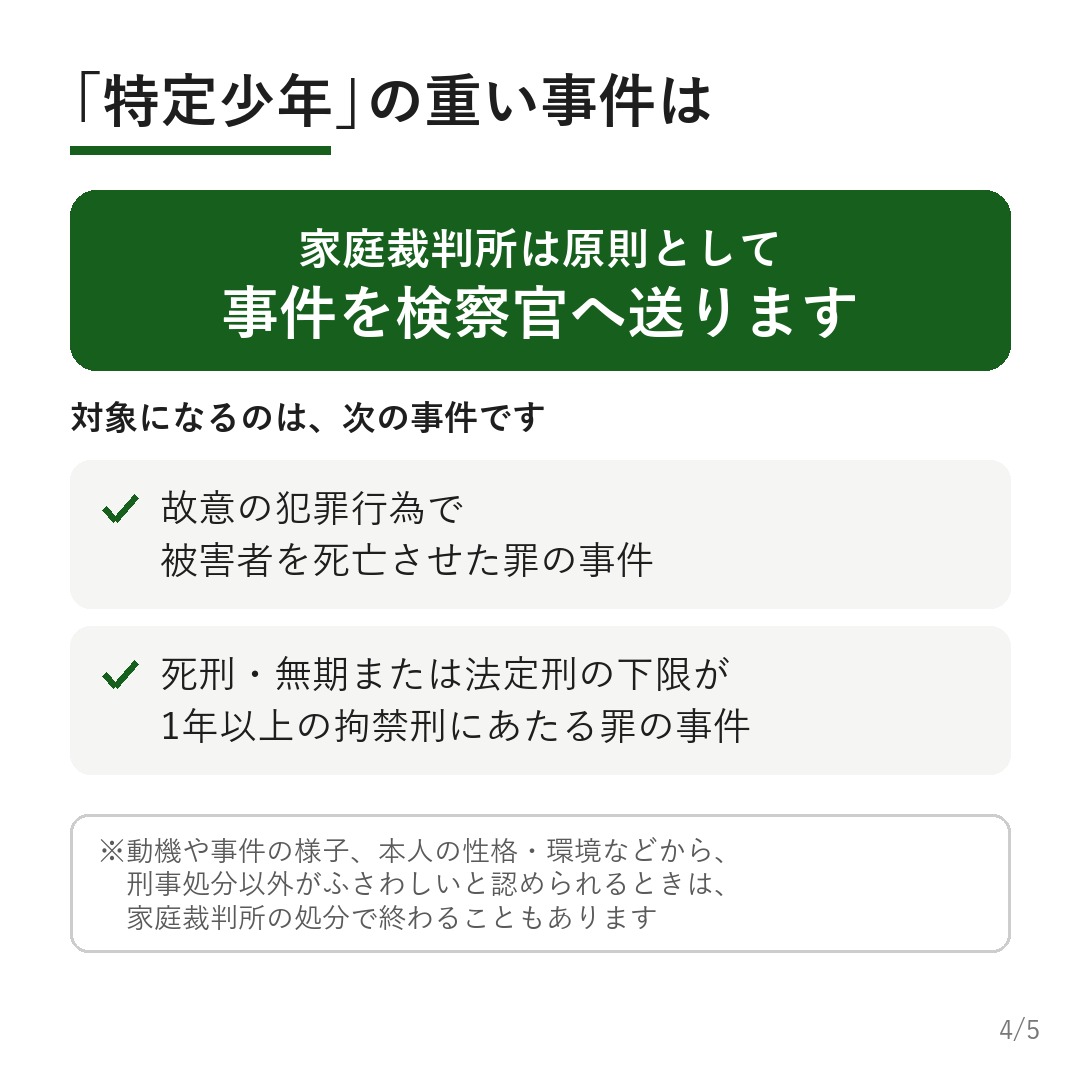 「特定少年」の重い事件は
家庭裁判所は原則として
事件を検察官へ送ります
対象になるのは、次の事件です
故意の犯罪行為で
被害者を死亡させた罪の事件
死刑・無期または法定刑の下限が
1年以上の拘禁刑にあたる罪の事件
※動機や事件の様子、本人の性格・環境などから、
刑事処分以外がふさわしいと認められるときは、
家庭裁判所の処分で終わることもあります
4/5